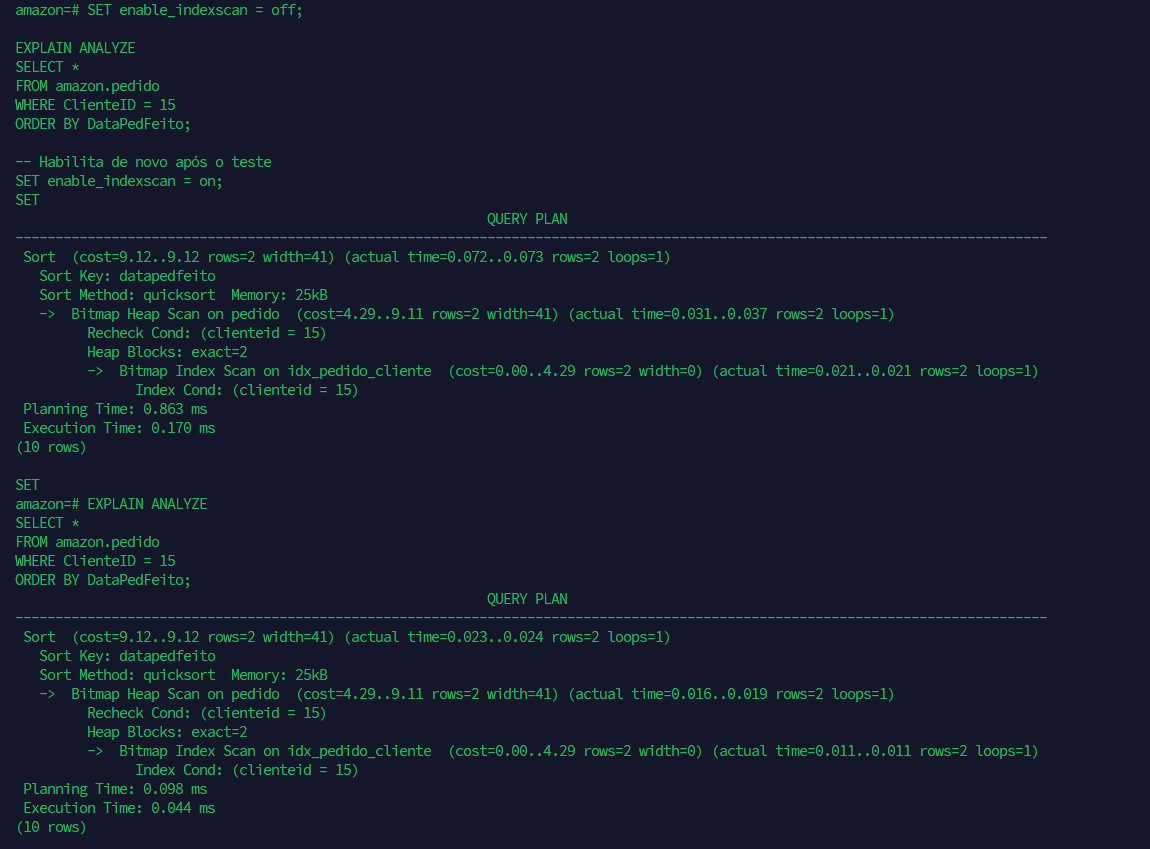 amazon=# SET enable_indexscan = off;
EXPLAIN ANALYZE
SELECT *
FROM amazon.pedido
WHERE ClienteID = 15
ORDER BY DataPedFeito;
-- Habilita de novo após o teste
SET enable_indexscan = on;
SET
QUERY PLAN
---------------------------------------------------------------------------------------------------------------------------------
Sort  (cost=9.12..9.12 rows=2 width=41) (actual time=0.072..0.073 rows=2 loops=1)
Sort Key: datapedfeito
Sort Method: quicksort  Memory: 25kB
->  Bitmap Heap Scan on pedido  (cost=4.29..9.11 rows=2 width=41) (actual time=0.031..0.037 rows=2 loops=1)
Recheck Cond: (clienteid = 15)
Heap Blocks: exact=2
->  Bitmap Index Scan on idx_pedido_cliente  (cost=0.00..4.29 rows=2 width=0) (actual time=0.021..0.021 rows=2 loops=1)
Index Cond: (clienteid = 15)
Planning Time: 0.863 ms
Execution Time: 0.170 ms
(10 rows)
SET
amazon=# EXPLAIN ANALYZE
SELECT *
FROM amazon.pedido
WHERE ClienteID = 15
ORDER BY DataPedFeito;
QUERY PLAN
---------------------------------------------------------------------------------------------------------------------------------
Sort  (cost=9.12..9.12 rows=2 width=41) (actual time=0.023..0.024 rows=2 loops=1)
Sort Key: datapedfeito
Sort Method: quicksort  Memory: 25kB
->  Bitmap Heap Scan on pedido  (cost=4.29..9.11 rows=2 width=41) (actual time=0.016..0.019 rows=2 loops=1)
Recheck Cond: (clienteid = 15)
Heap Blocks: exact=2
->  Bitmap Index Scan on idx_pedido_cliente  (cost=0.00..4.29 rows=2 width=0) (actual time=0.011..0.011 rows=2 loops=1)
Index Cond: (clienteid = 15)
Planning Time: 0.098 ms
Execution Time: 0.044 ms
(10 rows)